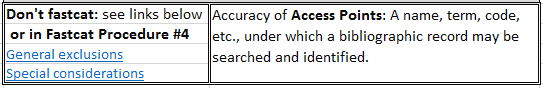 Don't fastcat: see links below
or in Fastcat Procedure #4
General exclusions
Special considerations
Accuracy of Access Points: A name, term, code,
etc., under which a bibliographic record may be
searched and identified.